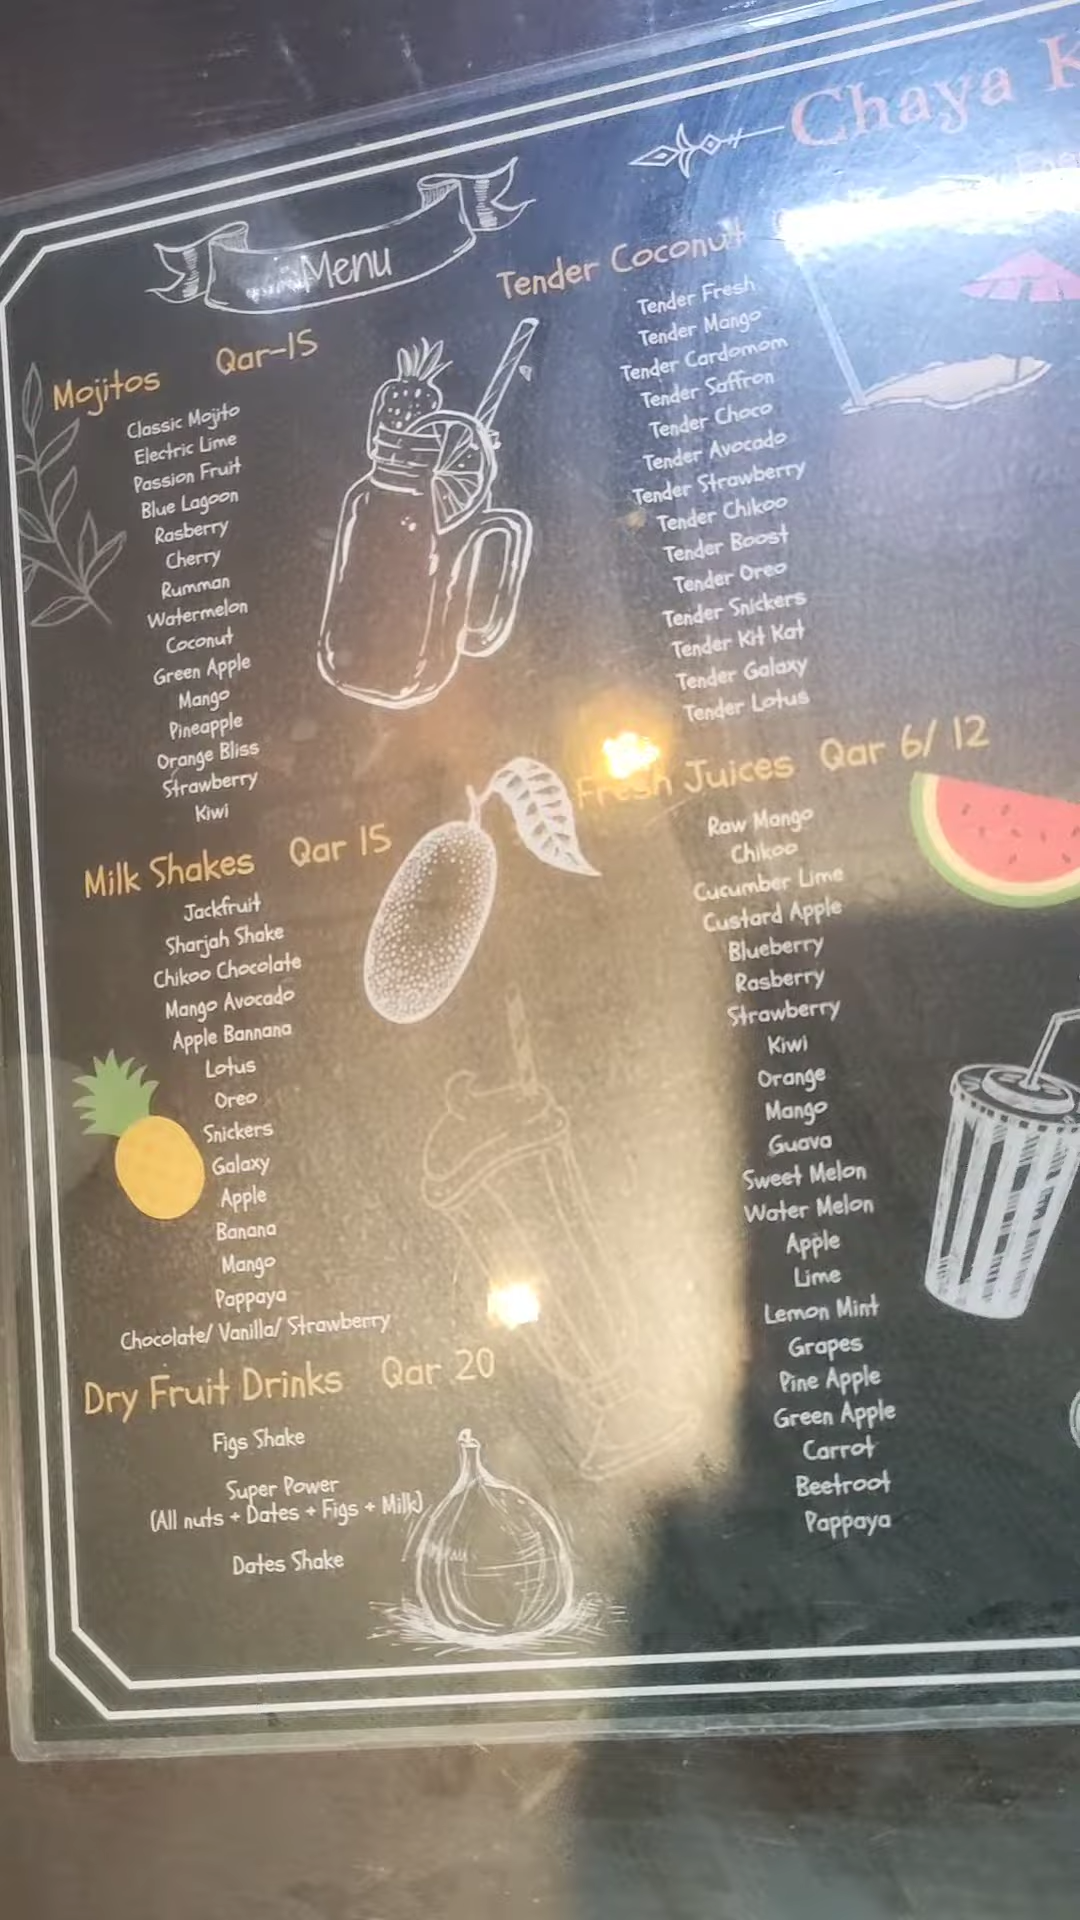 Chaya K
Menu
Mojitos Qar-15
Classic Mojito
Electric Lime
Passion Fruit
Blue Lagoon
Rasberry
Cherry
Rumman
Watermelon
Coconut
Green Apple
Mango
Pineapple
Orange Bliss
Strawberry
Kiwi
Milk Shakes Qar 15
Jackfruit
Sharjah Shake
Chikoo Chocolate
Mango Avocado
Apple Bannana
Lotus
Oreo
Snickers
Galaxy
Apple
Banana
Mango
Pappaya
Chocolate/ Vanilla/ Strawberry
Dry Fruit Drinks Qar 20
Figs Shake
Super Power
(All nuts + Dates + Figs + Milk)
Dates Shake
Tender Coconut
Tender Fresh
Tender Mango
Tender Cardomom
Tender Saffron
Tender Choco
Tender Avocado
Tender Strawberry
Tender Chikoo
Tender Boost
Tender Oreo
Tender Snickers
Tender Kit Kat
Tender Galaxy
Tender Lotus
Fresh Juices Qar 6/ 12
Raw Mango
Chikoo
Cucumber Lime
Custard Apple
Blueberry
Rasberry
Strawberry
Kiwi
Orange
Mango
Guava
Sweet Melon
Water Melon
Apple
Lime
Lemon Mint
Grapes
Pine Apple
Green Apple
Carrot
Beetroot
Pappaya